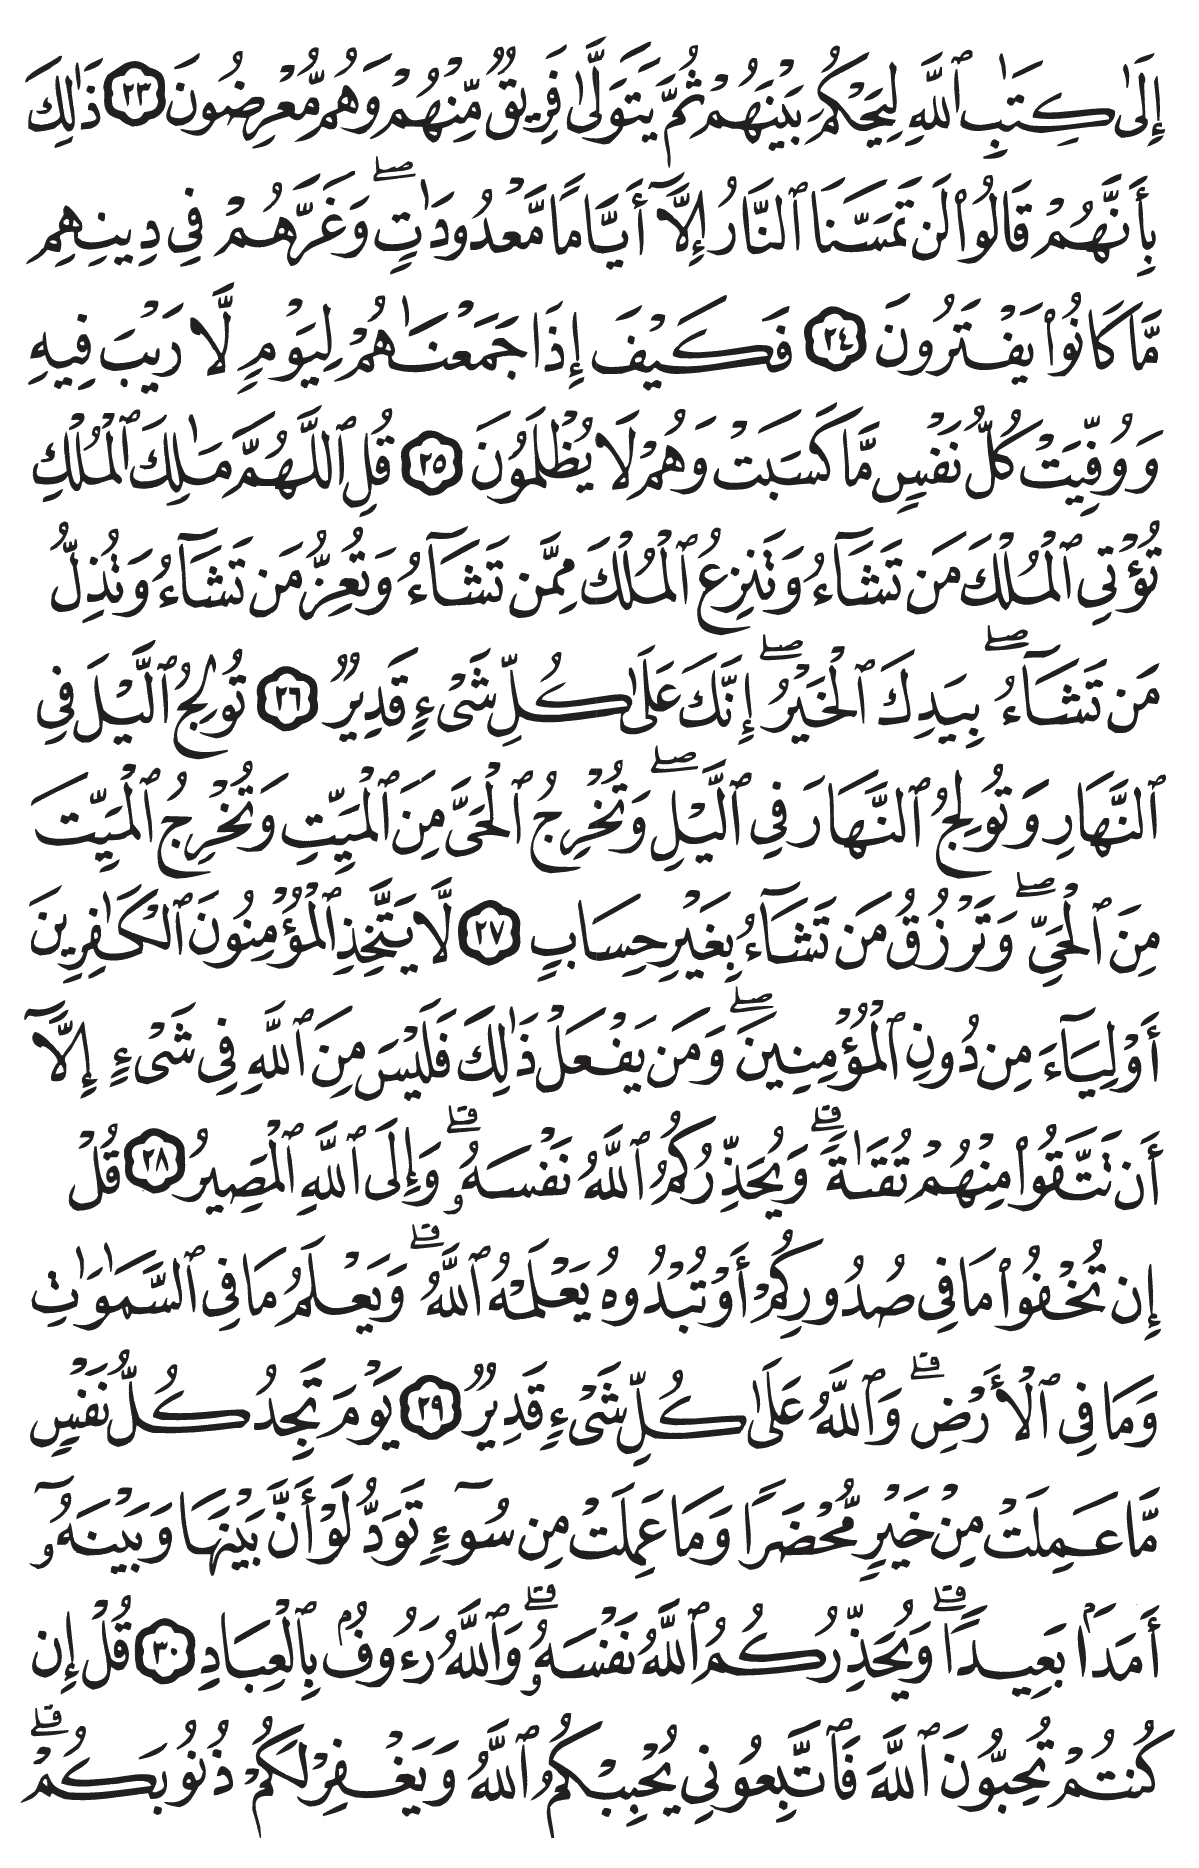 إِلَىٰ كِتَٰبِ ٱللَّهِ لِيَحْكُمَ بَيْنَهُمْ ثُمَّ يَتَوَلَّىٰ فَرِيقٌ مِّنْهُمْ وَهُم مُّعْرِضُونَ ٢٣ ذَٰلِكَ
بِأَنَّهُمْ قَالُوا۟ لَن تَمَسَّنَا ٱلنَّارُ إِلَّآ أَيَّامًا مَّعْدُودَٰتٍۖ وَغَرَّهُمْ فِى دِينِهِم
مَّا كَانُوا۟ يَفْتَرُونَ ٢٤ فَكَيْفَ إِذَا جَمَعْنَٰهُمْ لِيَوْمٍ لَّا رَيْبَ فِيهِ
وَوُفِّيَتْ كُلُّ نَفْسٍ مَّا كَسَبَتْ وَهُمْ لَا يُظْلَمُونَ ٢٥ قُلِ ٱللَّهُمَّ مَٰلِكَ ٱلْمُلْكِ
تُؤْتِى ٱلْمُلْكَ مَن تَشَآءُ وَتَنزِعُ ٱلْمُلْكَ مِمَّن تَشَآءُ وَتُعِزُّ مَن تَشَآءُ وَتُذِلُّ
مَن تَشَآءُۖ بِيَدِكَ ٱلْخَيْرُۖ إِنَّكَ عَلَىٰ كُلِّ شَىْءٍ قَدِيرٌ ٢٦ تُولِجُ ٱلَّيْلَ فِى
ٱلنَّهَارِ وَتُولِجُ ٱلنَّهَارَ فِى ٱلَّيْلِۖ وَتُخْرِجُ ٱلْحَىَّ مِنَ ٱلْمَيِّتِ وَتُخْرِجُ ٱلْمَيِّتَ
مِنَ ٱلْحَىِّۖ وَتَرْزُقُ مَن تَشَآءُ بِغَيْرِ حِسَابٍ ٢٧ لَّا يَتَّخِذِ ٱلْمُؤْمِنُونَ ٱلْكَٰفِرِينَ
أَوْلِيَآءَ مِن دُونِ ٱلْمُؤْمِنِينَۖ وَمَن يَفْعَلْ ذَٰلِكَ فَلَيْسَ مِنَ ٱللَّهِ فِى شَىْءٍ إِلَّآ
أَن تَتَّقُوا۟ مِنْهُمْ تُقَىٰةًۗ وَيُحَذِّرُكُمُ ٱللَّهُ نَفْسَهُۥۗ وَإِلَى ٱللَّهِ ٱلْمَصِيرُ ٢٨ قُلْ
إِن تُخْفُوا۟ مَا فِى صُدُورِكُمْ أَوْ تُبْدُوهُ يَعْلَمْهُ ٱللَّهُۗ وَيَعْلَمُ مَا فِى ٱلسَّمَٰوَٰتِ
وَمَا فِى ٱلْأَرْضِۗ وَٱللَّهُ عَلَىٰ كُلِّ شَىْءٍ قَدِيرٌ ٢٩ يَوْمَ تَجِدُ كُلُّ نَفْسٍ
مَّا عَمِلَتْ مِنْ خَيْرٍ مُّحْضَرًا وَمَا عَمِلَتْ مِن سُوٓءٍ تَوَدُّ لَوْ أَنَّ بَيْنَهَا وَبَيْنَهُۥٓ
أَمَدًۢا بَعِيدًاۗ وَيُحَذِّرُكُمُ ٱللَّهُ نَفْسَهُۥۗ وَٱللَّهُ رَءُوفٌۢ بِٱلْعِبَادِ ٣٠ قُلْ إِن
كُنتُمْ تُحِبُّونَ ٱللَّهَ فَٱتَّبِعُونِى يُحْبِبْكُمُ ٱللَّهُ وَيَغْفِرْ لَكُمْ ذُنُوبَكُمْۗ